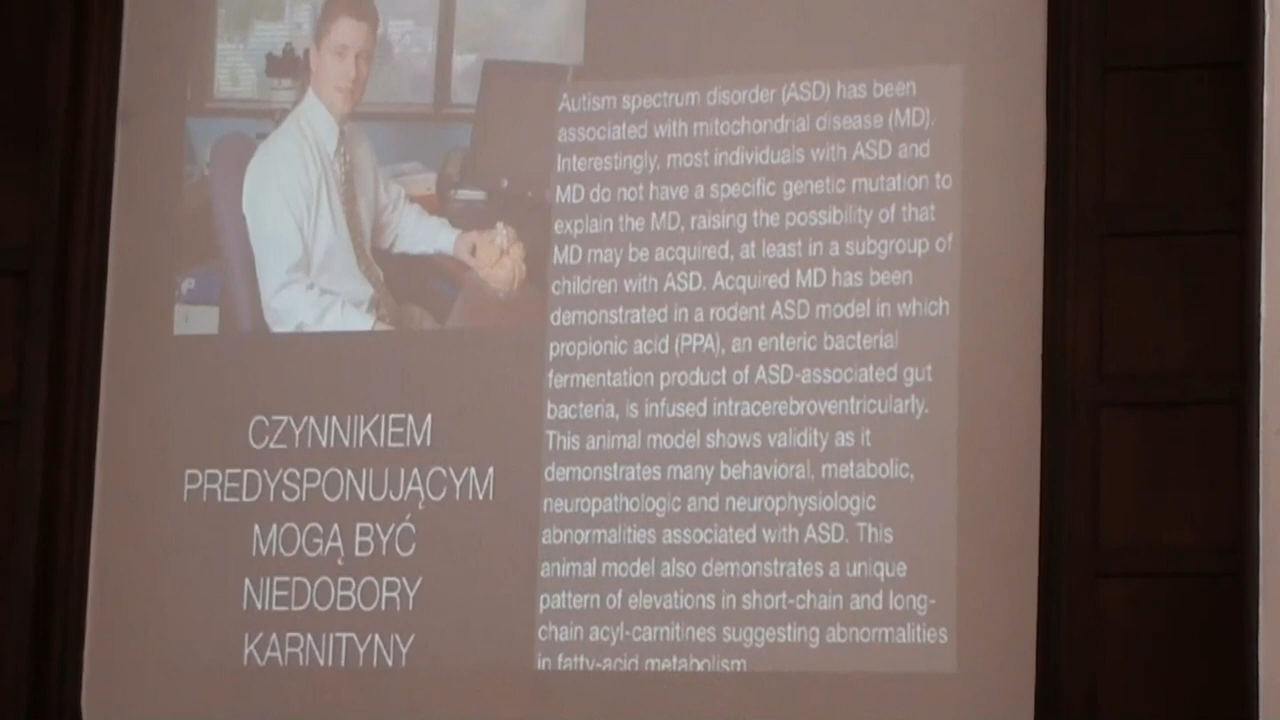 CZYNNIKIEM
PREDYSPONUJĄCYM
MOGĄ BYĆ
NIEDOBORY
KARNITYNY
Autism spectrum disorder (ASD) has been
associated with mitochondrial disease (MD).
Interestingly, most individuals with ASD and
MD do not have a specific genetic mutation to
explain the MD, raising the possibility of that
MD may be acquired, at least in a subgroup of
children with ASD. Acquired MD has been
demonstrated in a rodent ASD model in which
propionic acid (PPA), an enteric bacterial
fermentation product of ASD-associated gut
bacteria, is infused intracerebroventricularly.
This animal model shows validity as it
demonstrates many behavioral, metabolic,
neuropathologic and neurophysiologic
abnormalities associated with ASD. This
animal model also demonstrates a unique
pattern of elevations in short-chain and long-
chain acyl-carnitines suggesting abnormalities
in fatty-acid metabolism